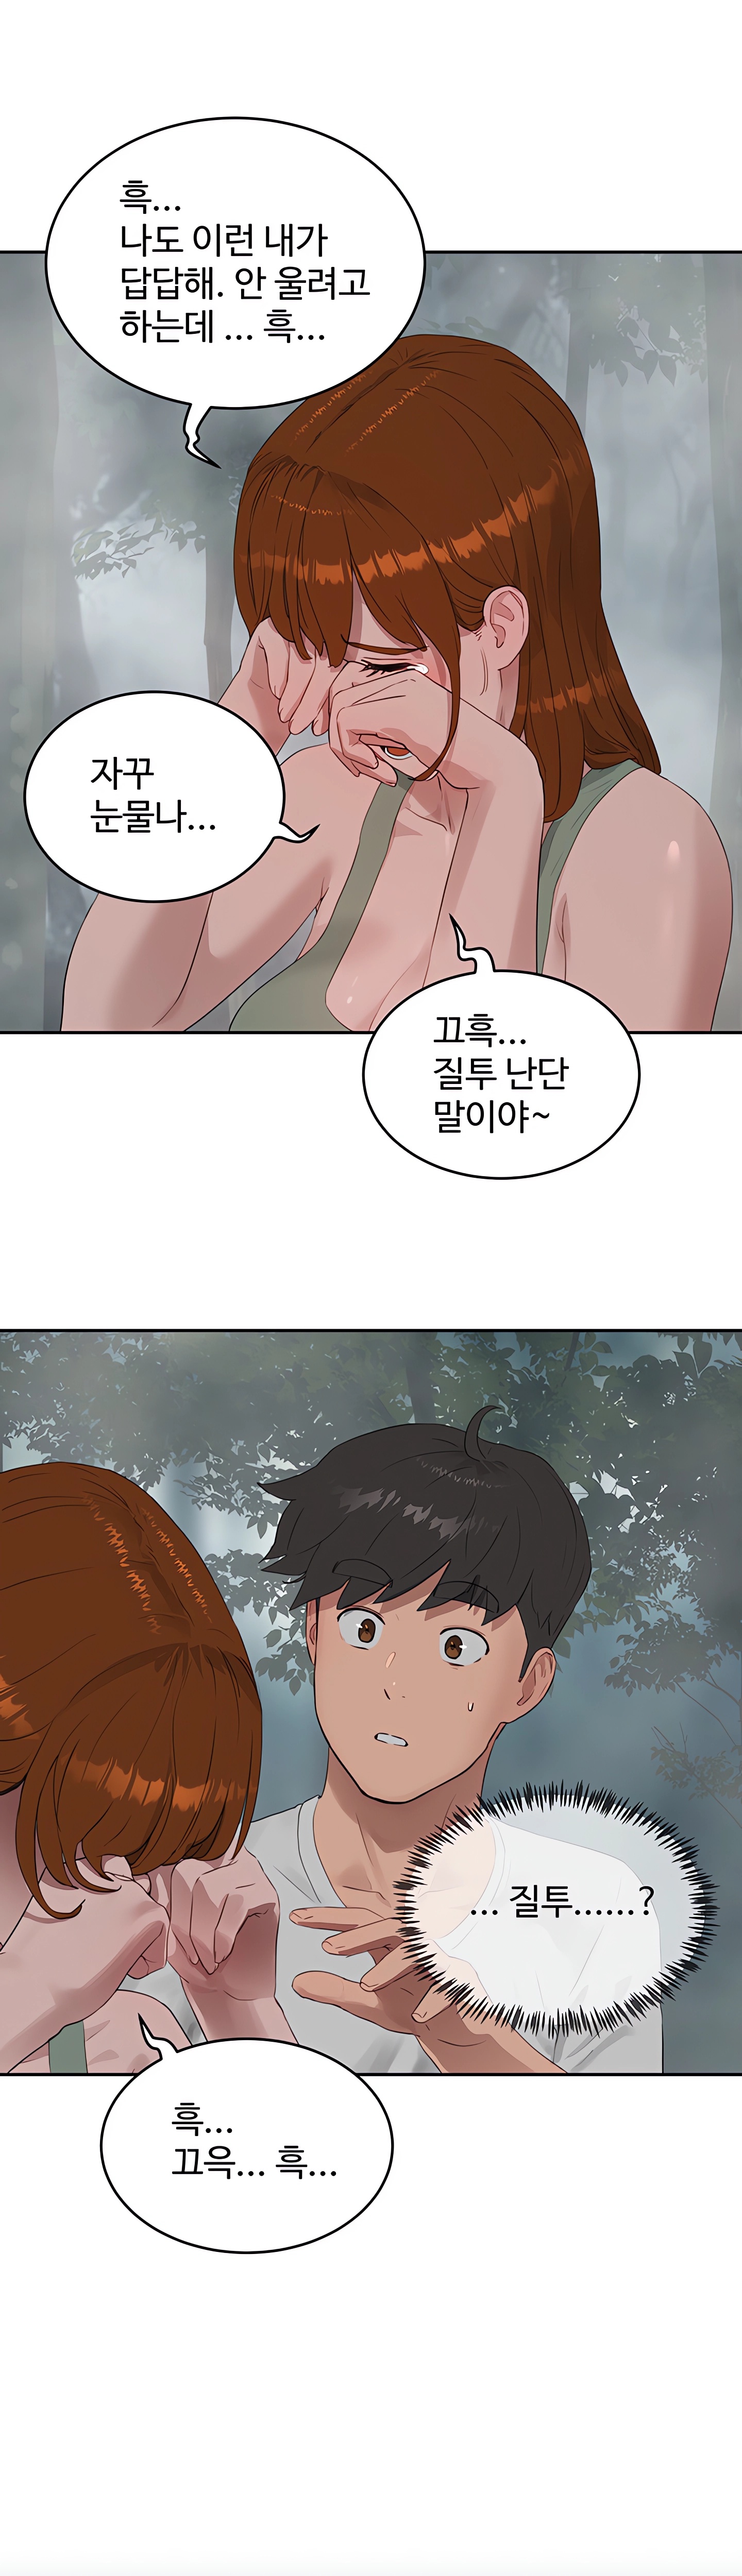 흑...
나도 이런 내가
답답해. 안 울려고
하는데 ... 흑...
자꾸
눈물나...
끄흑...
질투 난단
말이야~
... 질투......?
흑...
끄윽... 흑...